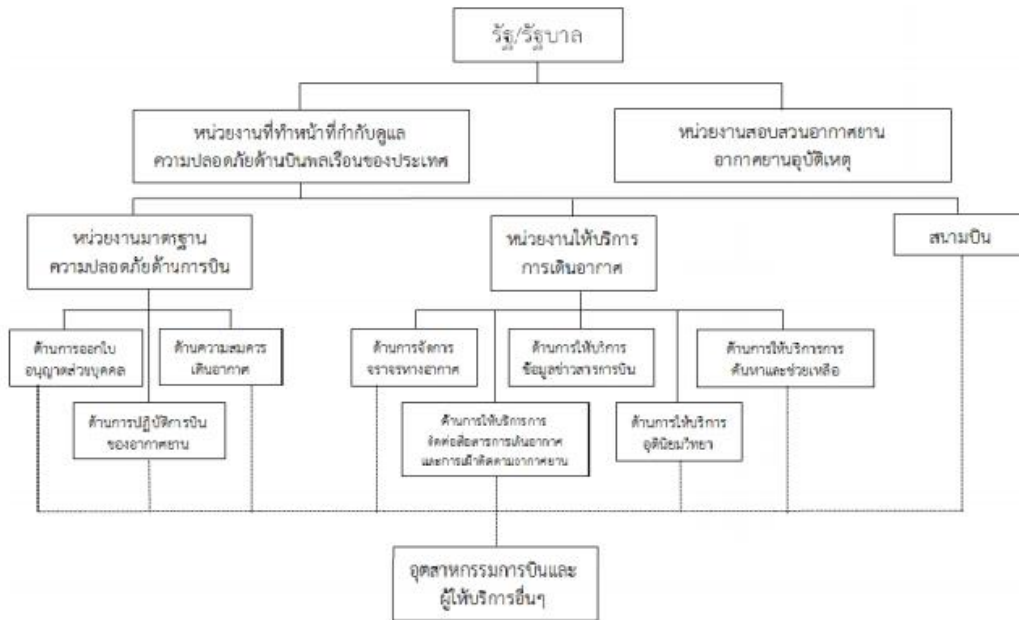 รัฐ/รัฐบาล
หน่วยงานที่ทำหน้าที่กำกับดูแล
ความปลอดภัยด้านบินพลเรือนของประเทศ
หน่วยงานสอบสวนอากาศยาน
อากาศยานอุบัติเหตุ
หน่วยงานมาตรฐาน
ความปลอดภัยด้านการบิน
หน่วยงานให้บริการ
การเดินอากาศ
สนามบิน
ด้านการออกใบ
อนุญาตส่วนบุคคล
ด้านความสมควร
เดินอากาศ
ด้านการปฏิบัติการบิน
ของอากาศยาน
ด้านการจัดการ
จราจรทางอากาศ
ด้านการให้บริการ
ข้อมูลข่าวสารการบิน
ด้านการให้บริการการ
ค้นหาและช่วยเหลือ
ด้านการให้บริการการ
ติดต่อสื่อสารการเดินอากาศ
และการเฝ้าติดตามอากาศยาน
ด้านการให้บริการ
อุตุนิยมวิทยา
อุตสาหกรรมการบินและ
ผู้ให้บริการอื่นๆ